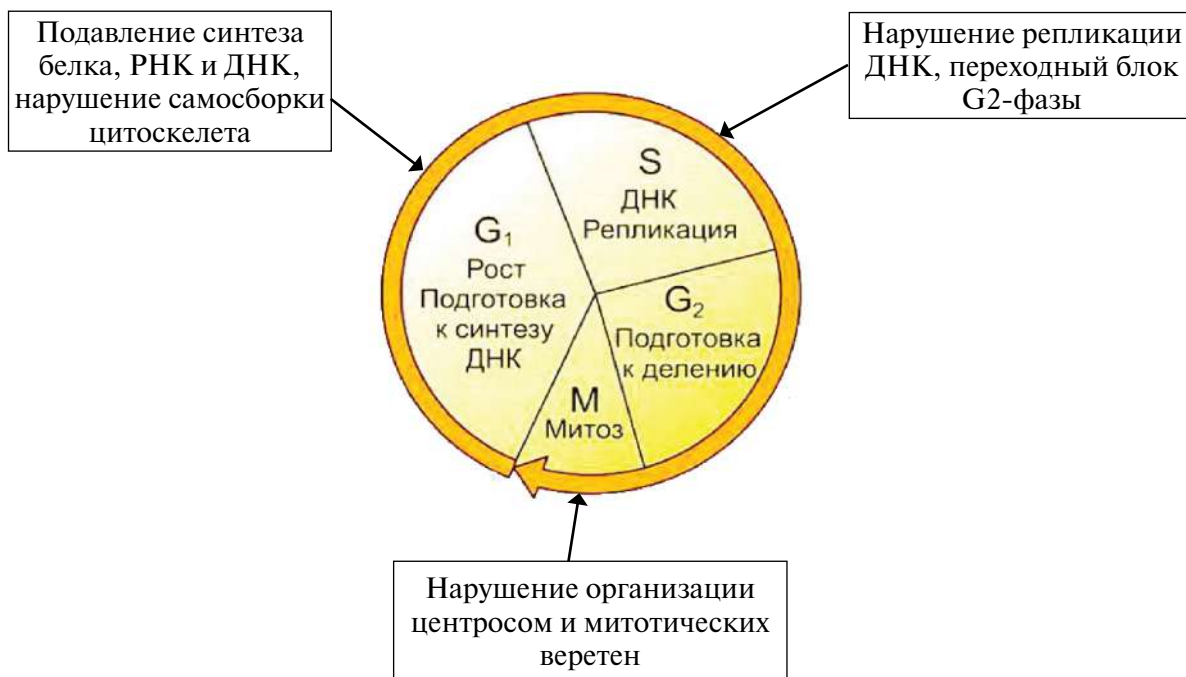 Подавление синтеза
белка, РНК и ДНК,
нарушение самосборки
цитоскелета
Нарушение репликации
ДНК, переходный блок
G2-фазы
S
ДНК
Репликация
G₁
Рост
Подготовка
к синтезу
ДНК
G₂
Подготовка
к делению
М
Митоз
Нарушение организации
центросом и митотических
веретен